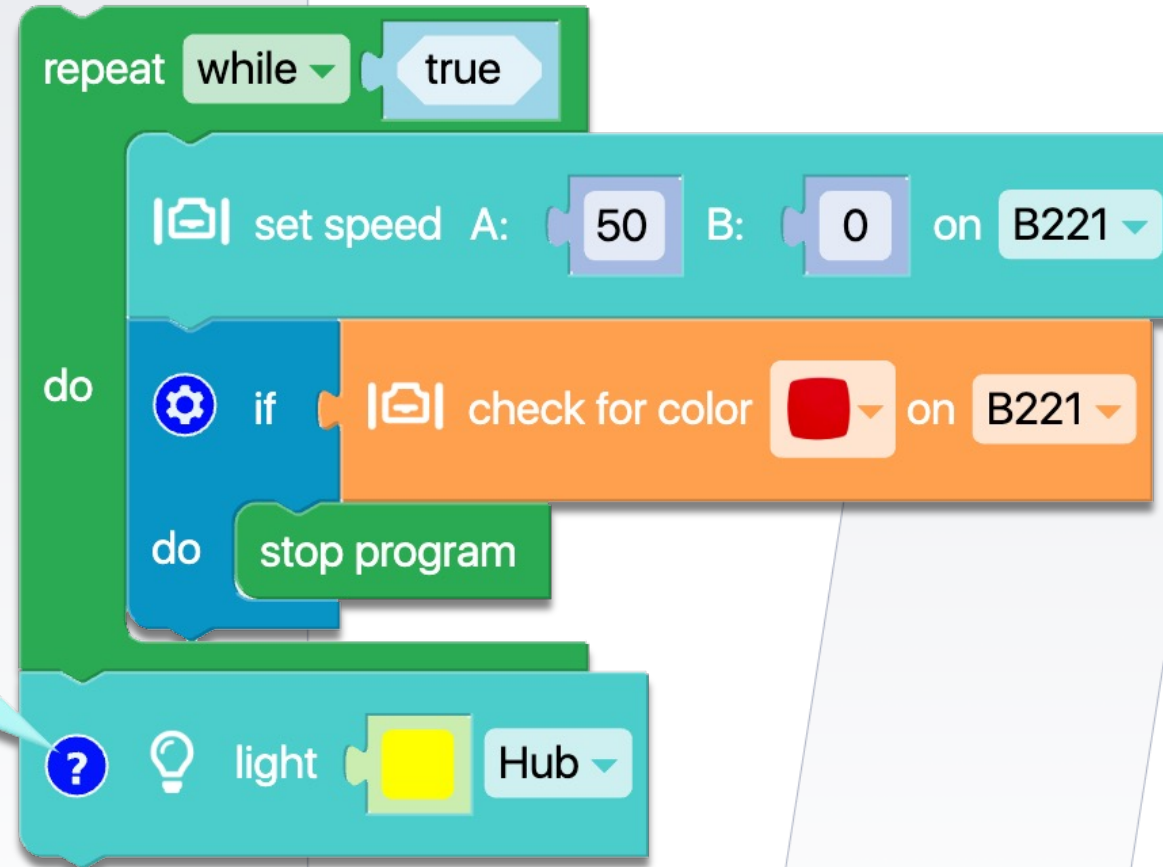 repeat while true
set speed A: 50 B: 0 on B221
do
if check for color on B221
do stop program
? light Hub